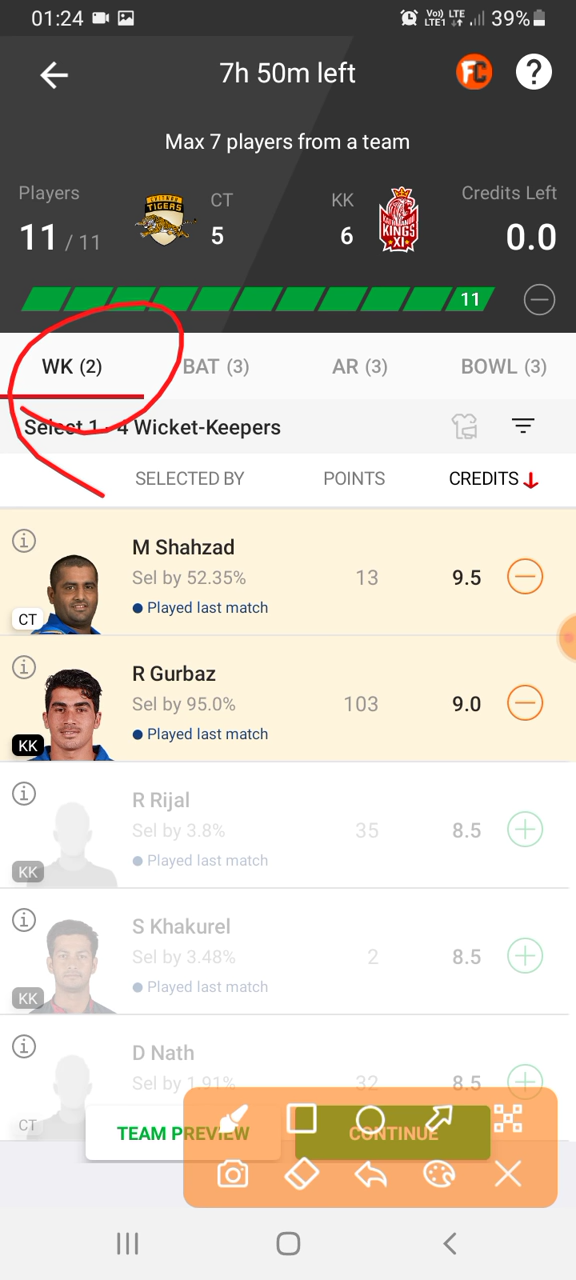 01:24 Vo)) LTE LTE1 39%
7h 50m left FC ?
Max 7 players from a team
Players CT KK Credits Left
11 / 11 TIGERS 5 6 KINGS XI 0.0
11
WK (2) BAT (3) AR (3) BOWL (3)
Select 1 - 4 Wicket-Keepers
SELECTED BY POINTS CREDITS
M Shahzad
Sel by 52.35% 13 9.5
Played last match
CT
R Gurbaz
Sel by 95.0% 103 9.0
Played last match
KK
R Rijal
Sel by 3.8% 35 8.5
Played last match
KK
S Khakurel
Sel by 3.48% 2 8.5
Played last match
KK
D Nath
Sel by 1.91% 32 8.5
CT
TEAM PREVIEW CONTINUE